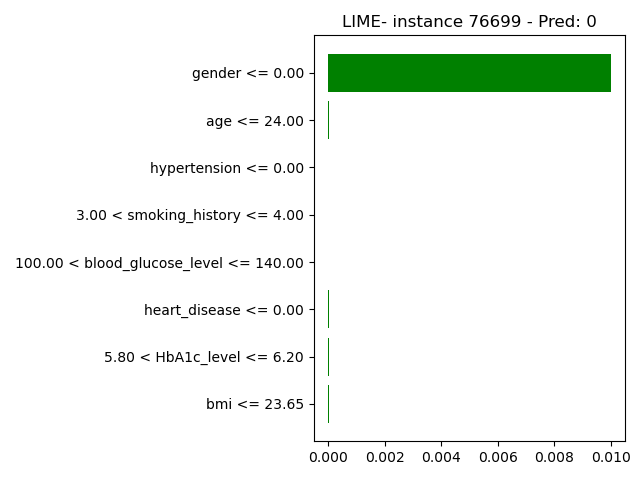 LIME- instance 76699 - Pred: 0
gender <= 0.00
age <= 24.00
hypertension <= 0.00
3.00 < smoking_history <= 4.00
100.00 < blood_glucose_level <= 140.00
heart_disease <= 0.00
5.80 < HbA1c_level <= 6.20
bmi <= 23.65
0.000 0.002 0.004 0.006 0.008 0.010